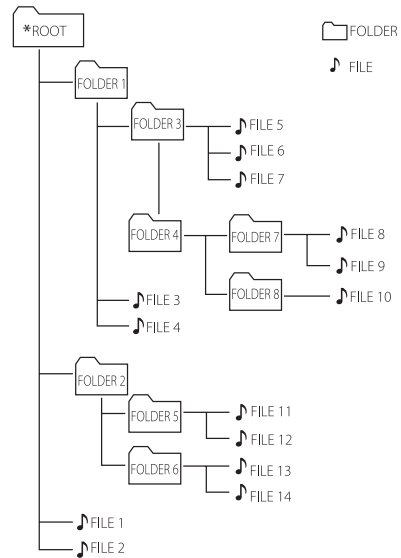 *ROOT
FOLDER
FILE
FOLDER 1
FOLDER 3
FILE 5
FILE 6
FILE 7
FOLDER 4
FOLDER 7
FILE 8
FILE 9
FOLDER 8
FILE 10
FILE 3
FILE 4
FOLDER 2
FOLDER 5
FILE 11
FILE 12
FOLDER 6
FILE 13
FILE 14
FILE 1
FILE 2